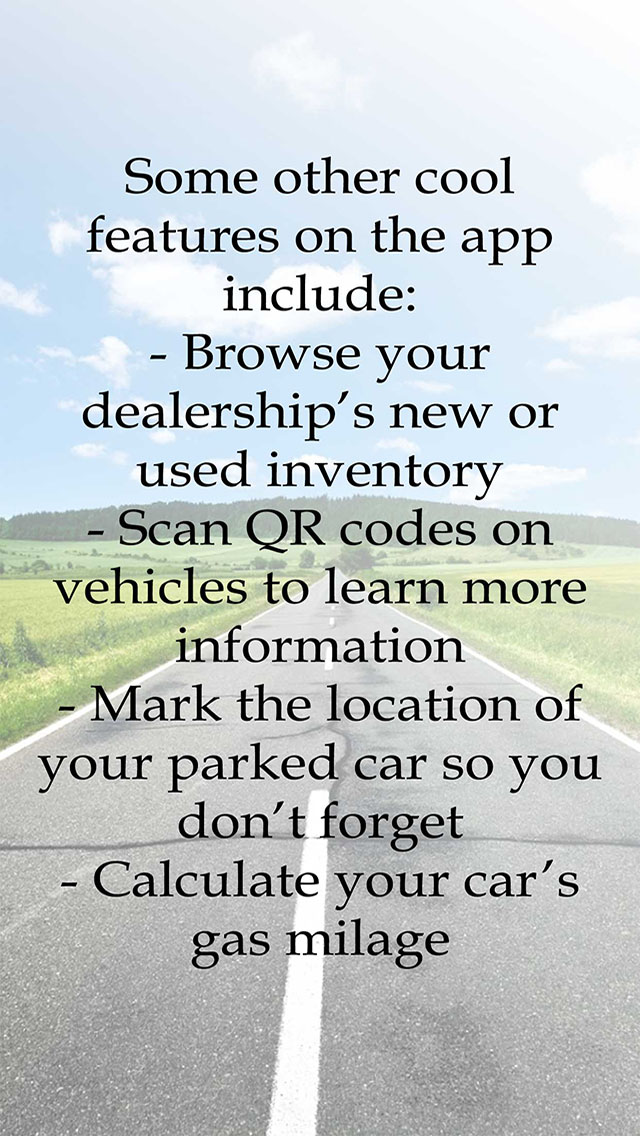 Some other cool
features on the app
include:
- Browse your
dealership’s new or
used inventory
- Scan QR codes on
vehicles to learn more
information
- Mark the location of
your parked car so you
don’t forget
- Calculate your car’s
gas milage